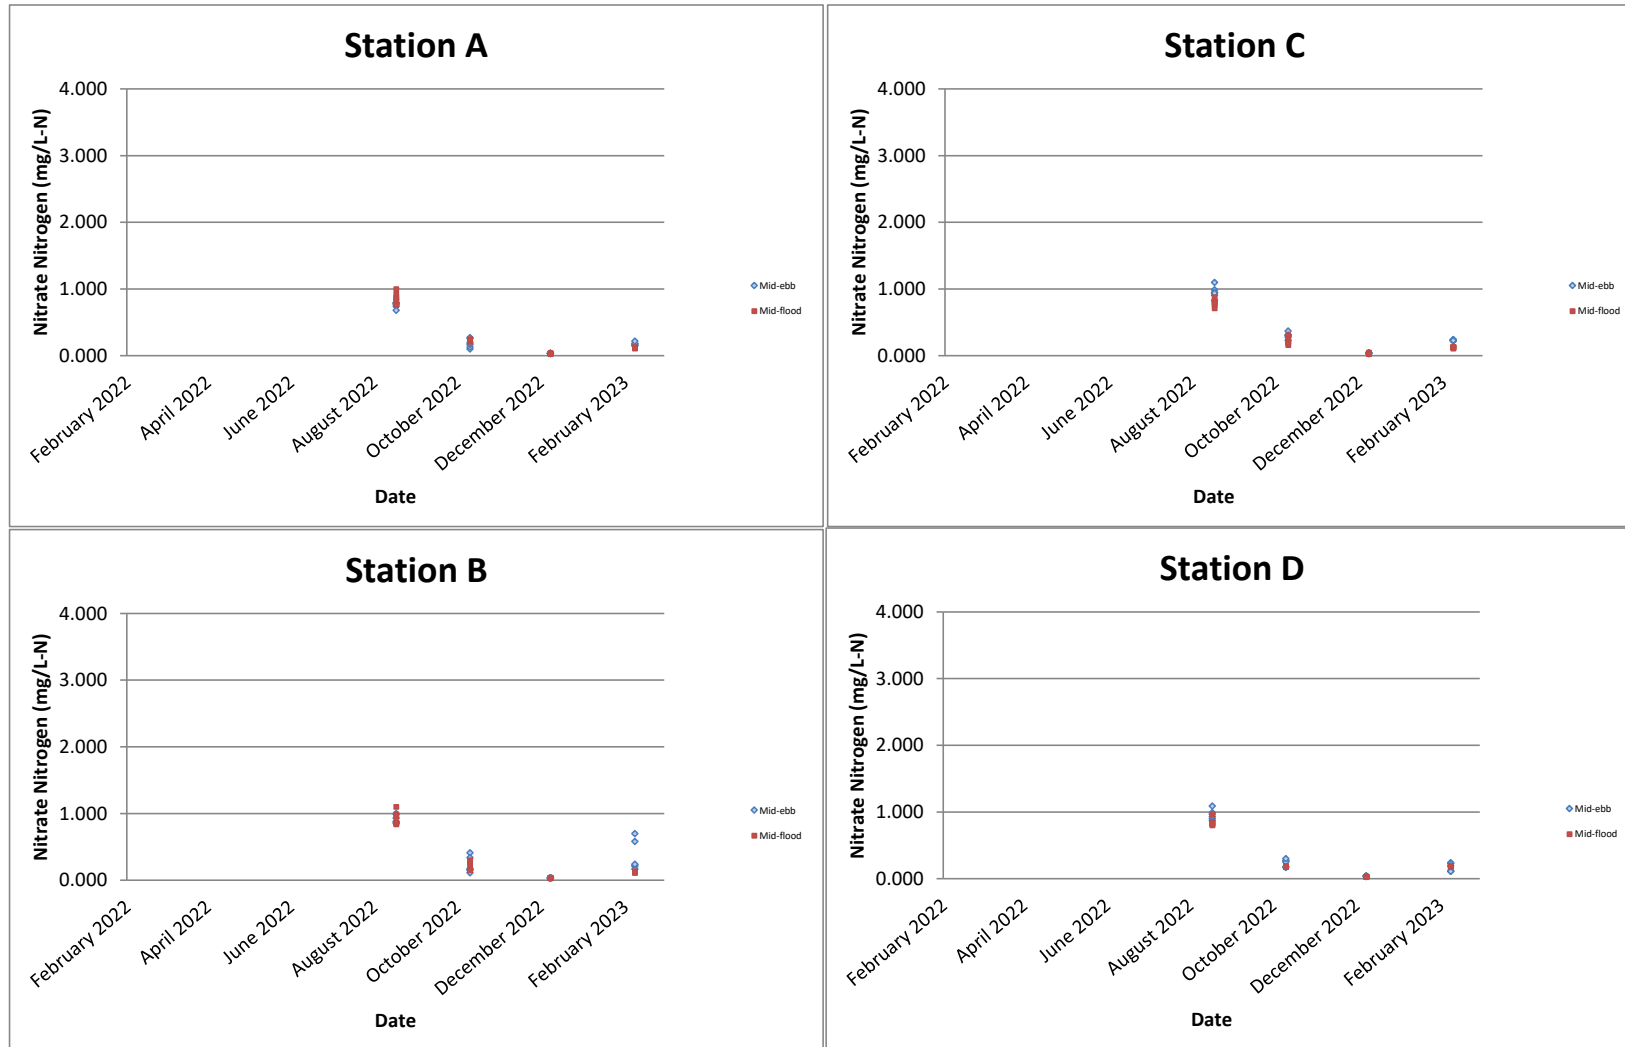 Station A
Nitrate Nitrogen (mg/L-N)
4.000
3.000
2.000
1.000
0.000
February 2022
April 2022
June 2022
August 2022
October 2022
December 2022
February 2023
Date
Mid-ebb
Mid-flood
Station C
Nitrate Nitrogen (mg/L-N)
4.000
3.000
2.000
1.000
0.000
February 2022
April 2022
June 2022
August 2022
October 2022
December 2022
February 2023
Date
Mid-ebb
Mid-flood
Station B
Nitrate Nitrogen (mg/L-N)
4.000
3.000
2.000
1.000
0.000
February 2022
April 2022
June 2022
August 2022
October 2022
December 2022
February 2023
Date
Mid-ebb
Mid-flood
Station D
Nitrate Nitrogen (mg/L-N)
4.000
3.000
2.000
1.000
0.000
February 2022
April 2022
June 2022
August 2022
October 2022
December 2022
February 2023
Date
Mid-ebb
Mid-flood